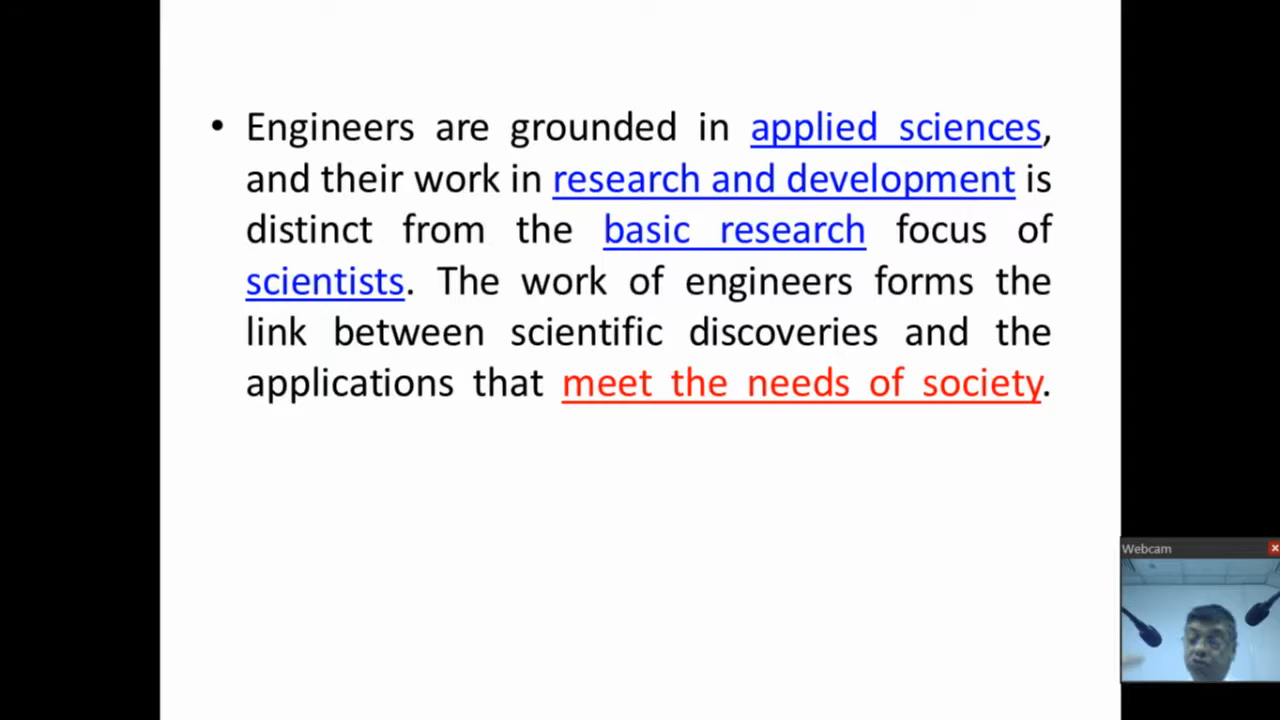 • Engineers are grounded in applied sciences,
and their work in research and development is
distinct from the basic research focus of
scientists. The work of engineers forms the
link between scientific discoveries and the
applications that meet the needs of society.
Webcam